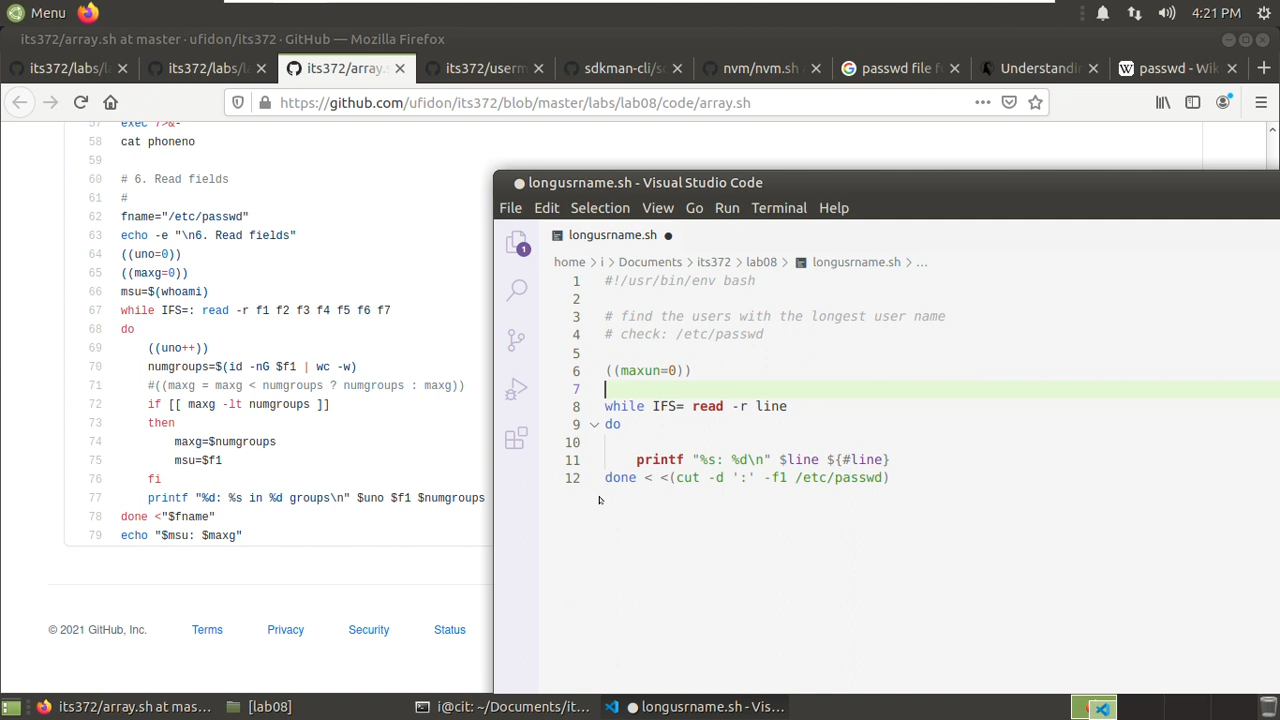 Menu
4:21 PM
its372/array.sh at master · ufidon/its372 · GitHub — Mozilla Firefox
its372/labs/l
its372/labs/l
its372/array.
its372/userm
sdkman-cli/s
nvm/nvm.sh
passwd file f
Understandi
passwd - Wik
https://github.com/ufidon/its372/blob/master/labs/lab08/code/array.sh
57 exec 7>&-
58 cat phoneno
59
60 # 6. Read fields
61 #
62 fname="/etc/passwd"
63 echo -e "\n6. Read fields"
64 ((uno=0))
65 ((maxg=0))
66 msu=$(whoami)
67 while IFS=: read -r f1 f2 f3 f4 f5 f6 f7
68 do
69 ((uno++))
70 numgroups=$(id -nG $f1 | wc -w)
71 #((maxg = maxg < numgroups ? numgroups : maxg))
72 if [[ maxg -lt numgroups ]]
73 then
74 maxg=$numgroups
75 msu=$f1
76 fi
77 printf "%d: %s in %d groups\n" $uno $f1 $numgroups
78 done <"$fname"
79 echo "$msu: $maxg"
© 2021 GitHub, Inc.
Terms
Privacy
Security
Status
● longusrname.sh - Visual Studio Code
File Edit Selection View Go Run Terminal Help
1
longusrname.sh ●
home > i > Documents > its372 > lab08 > longusrname.sh > …
1 #!/usr/bin/env bash
2
3 # find the users with the longest user name
4 # check: /etc/passwd
5
6 ((maxun=0))
7
8 while IFS= read -r line
9 do
10
11 printf "%s: %d\n" $line ${#line}
12 done < <(cut -d ':' -f1 /etc/passwd)
its372/array.sh at mas...
[lab08]
i@cit: ~/Documents/it...
● longusrname.sh - Vis...